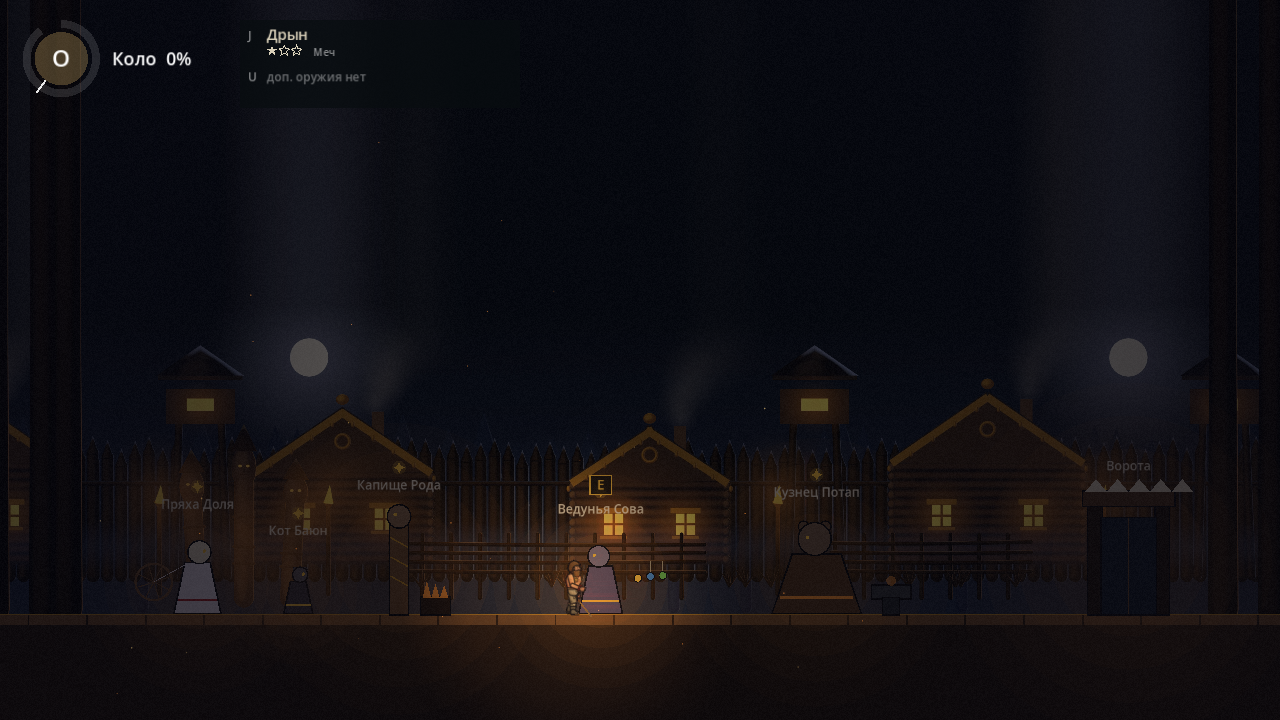 О
Коло 0%
J Дрын
Меч
U доп. оружия нет
Ворота
Капище Рода
E
Кузнец Потап
Пряха Доля
Ведунья Сова
Кот Баюн